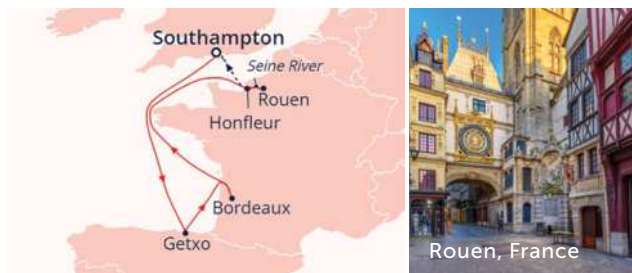 Southampton
Seine River
Rouen
Honfleur
Bordeaux
Getxo
Rouen, France